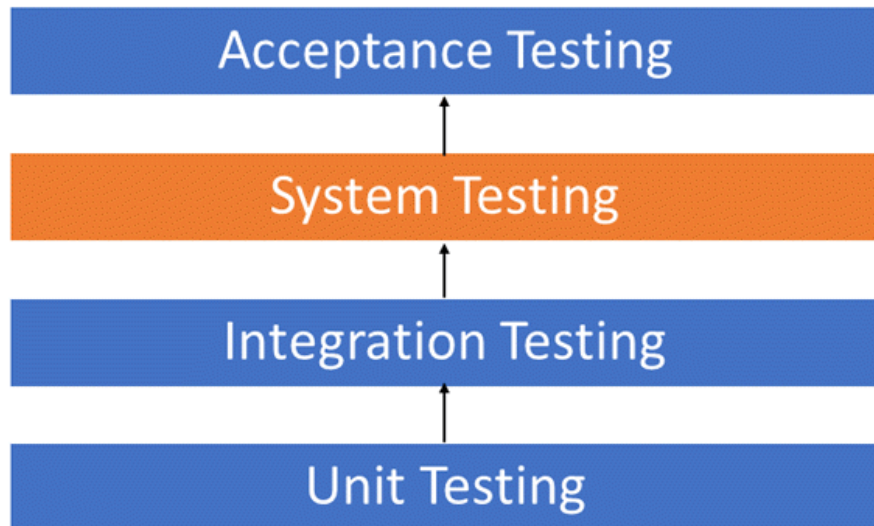 Acceptance Testing
System Testing
Integration Testing
Unit Testing